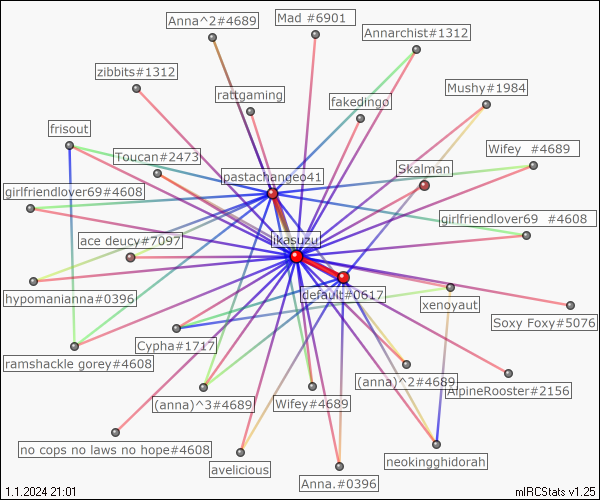 Anna^2#4689
Mad #6901
Annarchist#1312
zibbits#1312
rattgaming
fakedingo
Mushy#1984
frisout
Toucan#2473
pastachangeo41
Skalman
Wifey  #4689
girlfriendlover69#4608
girlfriendlover69  #4608
ace deucy#7097
ikasuzu
hypomanianna#0396
default#0617
xenoyaut
Soxy Foxy#5076
Cypha#1717
ramshackle gorey#4608
(anna)^2#4689
AlpineRooster#2156
(anna)^3#4689
Wifey#4689
no cops no laws no hope#4608
avelicious
neokingghidorah
Anna.#0396
1.1.2024 21:01
mIRCStats v1.25